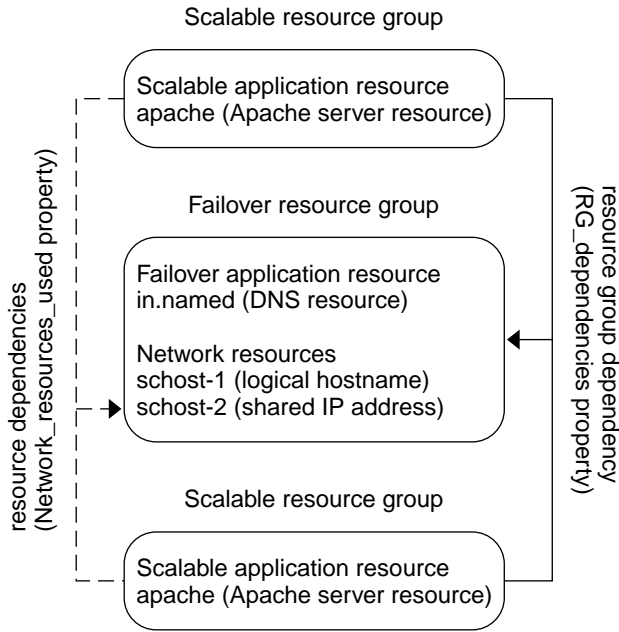 Scalable resource group
Scalable application resource
apache (Apache server resource)
Failover resource group
Failover application resource
in.named (DNS resource)
Network resources
schost-1 (logical hostname)
schost-2 (shared IP address)
Scalable resource group
Scalable application resource
apache (Apache server resource)
resource dependencies
(Network_resources_used property)
resource group dependency
(RG_dependencies property)